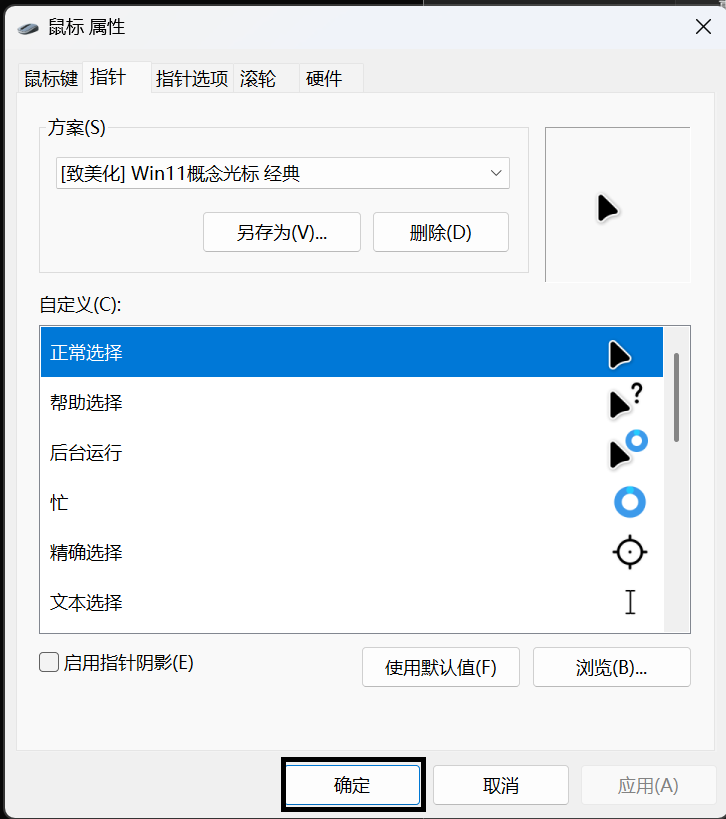 鼠标 属性
鼠标键 指针 指针选项 滚轮 硬件
方案(S)
[致美化] Win11概念光标 经典
另存为(V)... 删除(D)
自定义(C):
正常选择
帮助选择
后台运行
忙
精确选择
文本选择
启用指针阴影(E) 使用默认值(F) 浏览(B)...
确定 取消 应用(A)